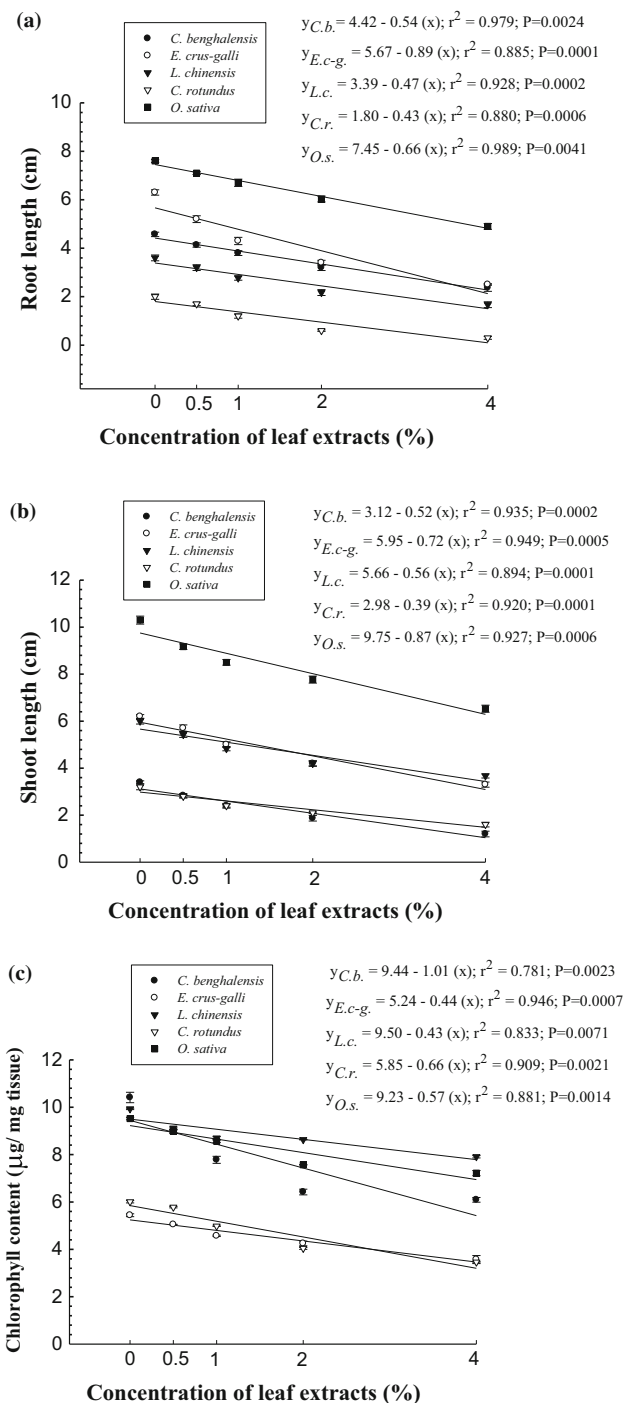 (a)
C. benghalensis
E. crus-galli
L. chinensis
C. rotundus
O. sativa
yC.b. = 4.42 - 0.54 (x); r2 = 0.979; P=0.0024
yE.c-g. = 5.67 - 0.89 (x); r2 = 0.885; P=0.0001
yL.c. = 3.39 - 0.47 (x); r2 = 0.928; P=0.0002
yC.r. = 1.80 - 0.43 (x); r2 = 0.880; P=0.0006
yO.s. = 7.45 - 0.66 (x); r2 = 0.989; P=0.0041
Root length (cm)
10
8
6
4
2
0
0 0.5 1 2 4
Concentration of leaf extracts (%)
(b)
C. benghalensis
E. crus-galli
L. chinensis
C. rotundus
O. sativa
yC.b. = 3.12 - 0.52 (x); r2 = 0.935; P=0.0002
yE.c-g. = 5.95 - 0.72 (x); r2 = 0.949; P=0.0005
yL.c. = 5.66 - 0.56 (x); r2 = 0.894; P=0.0001
yC.r. = 2.98 - 0.39 (x); r2 = 0.920; P=0.0001
yO.s. = 9.75 - 0.87 (x); r2 = 0.927; P=0.0006
Shoot length (cm)
12
10
8
6
4
2
0
0 0.5 1 2 4
Concentration of leaf extracts (%)
(c)
C. benghalensis
E. crus-galli
L. chinensis
C. rotundus
O. sativa
yC.b. = 9.44 - 1.01 (x); r2 = 0.781; P=0.0023
yE.c-g. = 5.24 - 0.44 (x); r2 = 0.946; P=0.0007
yL.c. = 9.50 - 0.43 (x); r2 = 0.833; P=0.0071
yC.r. = 5.85 - 0.66 (x); r2 = 0.909; P=0.0021
yO.s. = 9.23 - 0.57 (x); r2 = 0.881; P=0.0014
Chlorophyll content (µg/ mg tissue)
12
10
8
6
4
2
0
0 0.5 1 2 4
Concentration of leaf extracts (%)